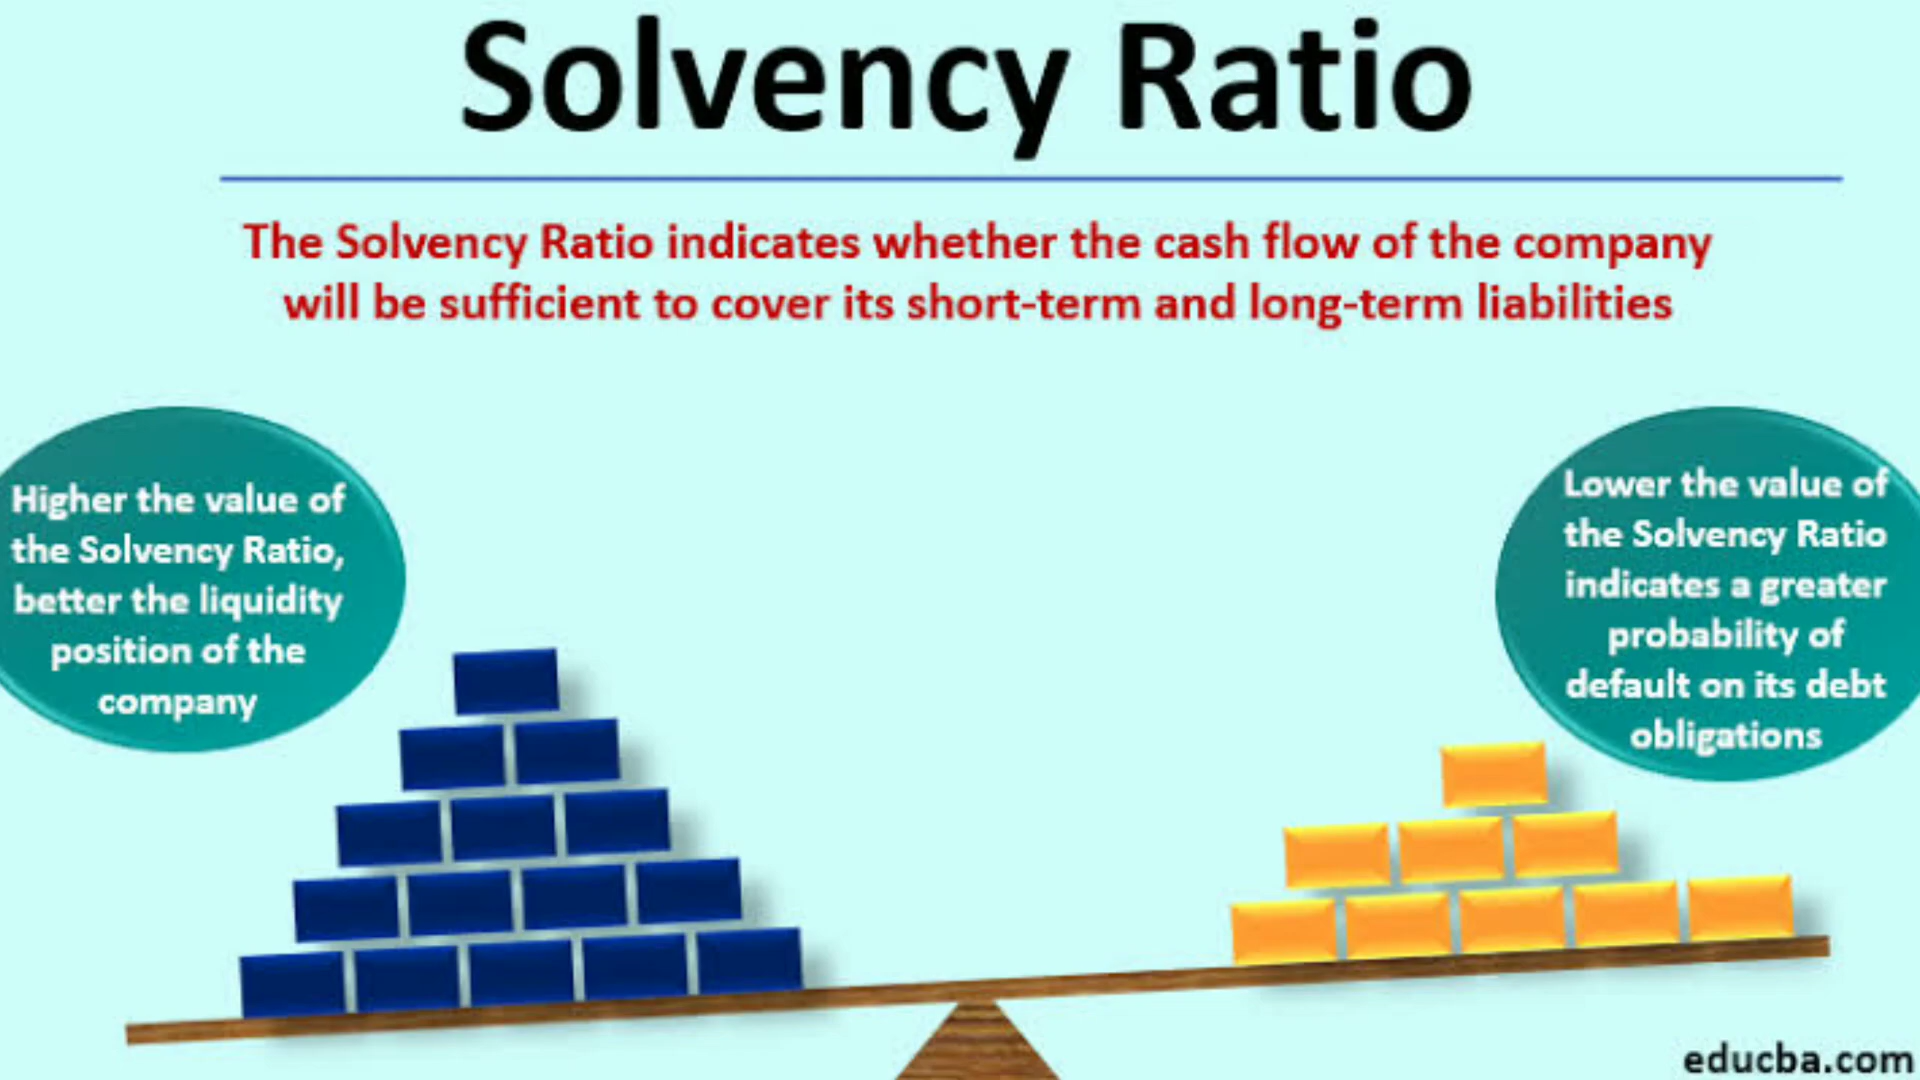 Solvency Ratio
The Solvency Ratio indicates whether the cash flow of the company
will be sufficient to cover its short-term and long-term liabilities
Higher the value of
the Solvency Ratio,
better the liquidity
position of the
company
Lower the value of
the Solvency Ratio
indicates a greater
probability of
default on its debt
obligations
educba.com